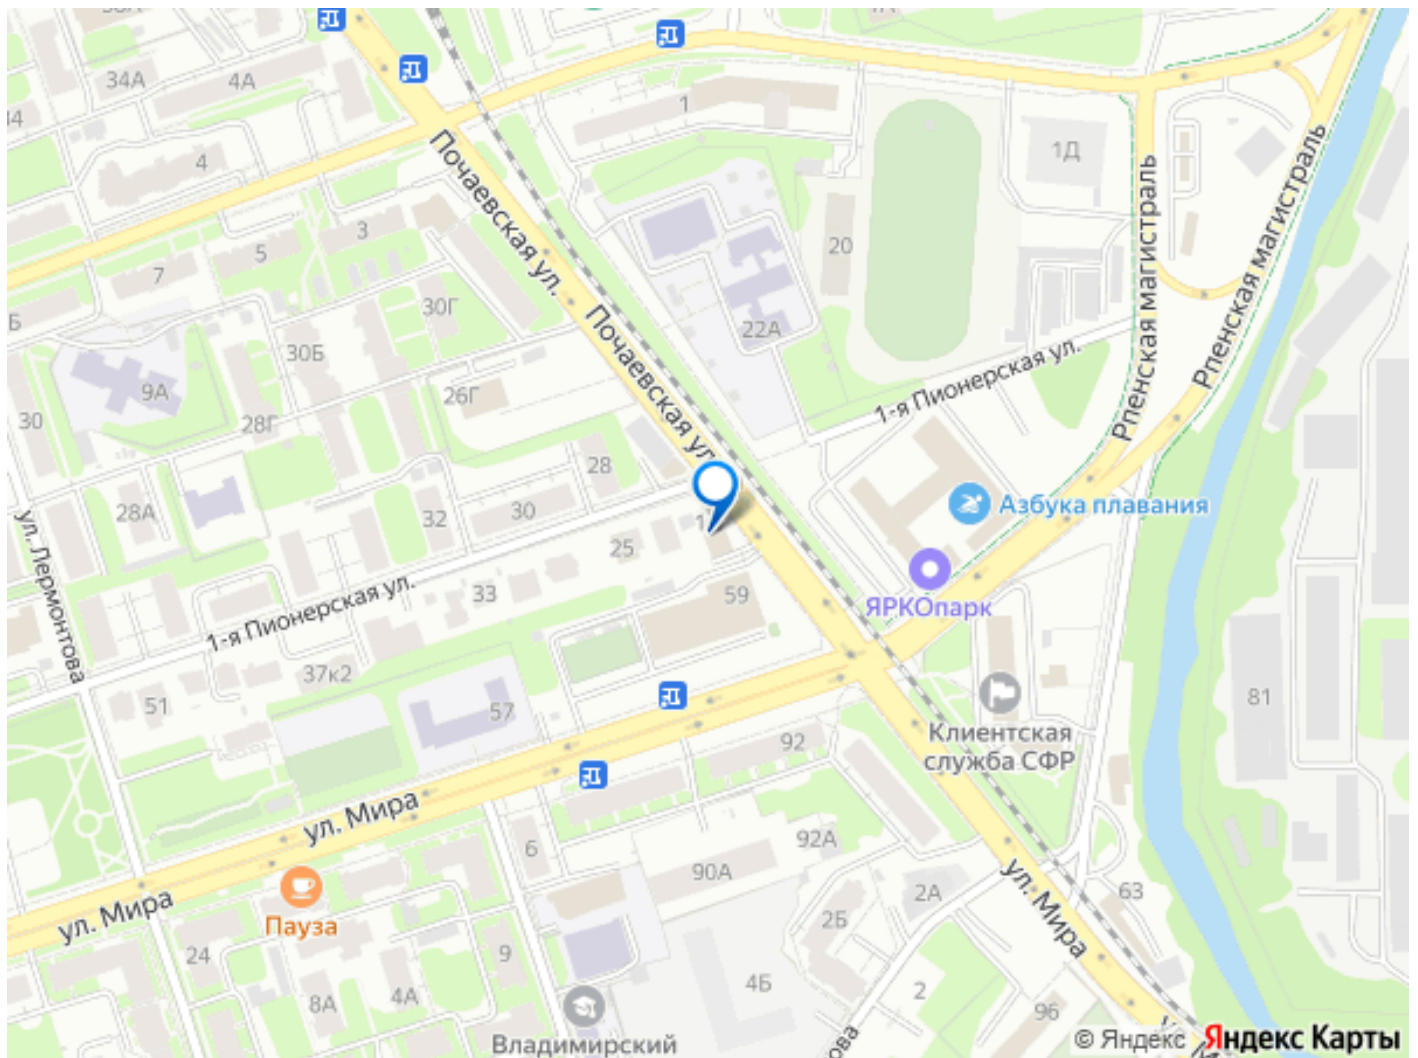 34А
4А
1
34
4
1Д
Почаевская ул.
20
3
5
7
Рпенская магистраль
Рпенская магистраль
Б
30Г
Почаевская ул.
22А
30Б
9А
26Г
1-я Пионерская ул.
30
28Г
28
28А
32
30
Азбука плавания
25
ул. Лермонтова
33
59
ЯРКОпарк
1-я Пионерская ул.
37к2
51
57
81
Клиентская
служба СФР
92
ул. Мира
6
92А
90А
2А
63
ул. Мира
ул. Мира
Пауза
2Б
24
9
4Б
8А
4А
2
96
Владимирский
© Яндекс Яндекс Карты